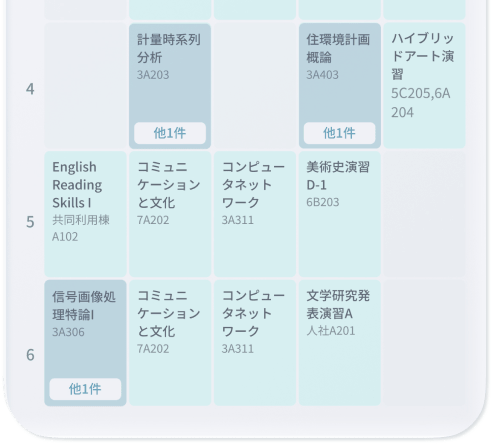 4
計量時系列
分析
3A203
他1件
住環境計画
概論
3A403
他1件
ハイブリッ
ドアート演
習
5C205,6A
204
5
English
Reading
Skills I
共同利用棟
A102
コミュニ
ケーション
と文化
7A202
コンピュー
タネット
ワーク
3A311
美術史演習
D-1
6B203
6
信号画像処
理特論I
3A306
他1件
コミュニ
ケーション
と文化
7A202
コンピュー
タネット
ワーク
3A311
文学研究発
表演習A
人社A201